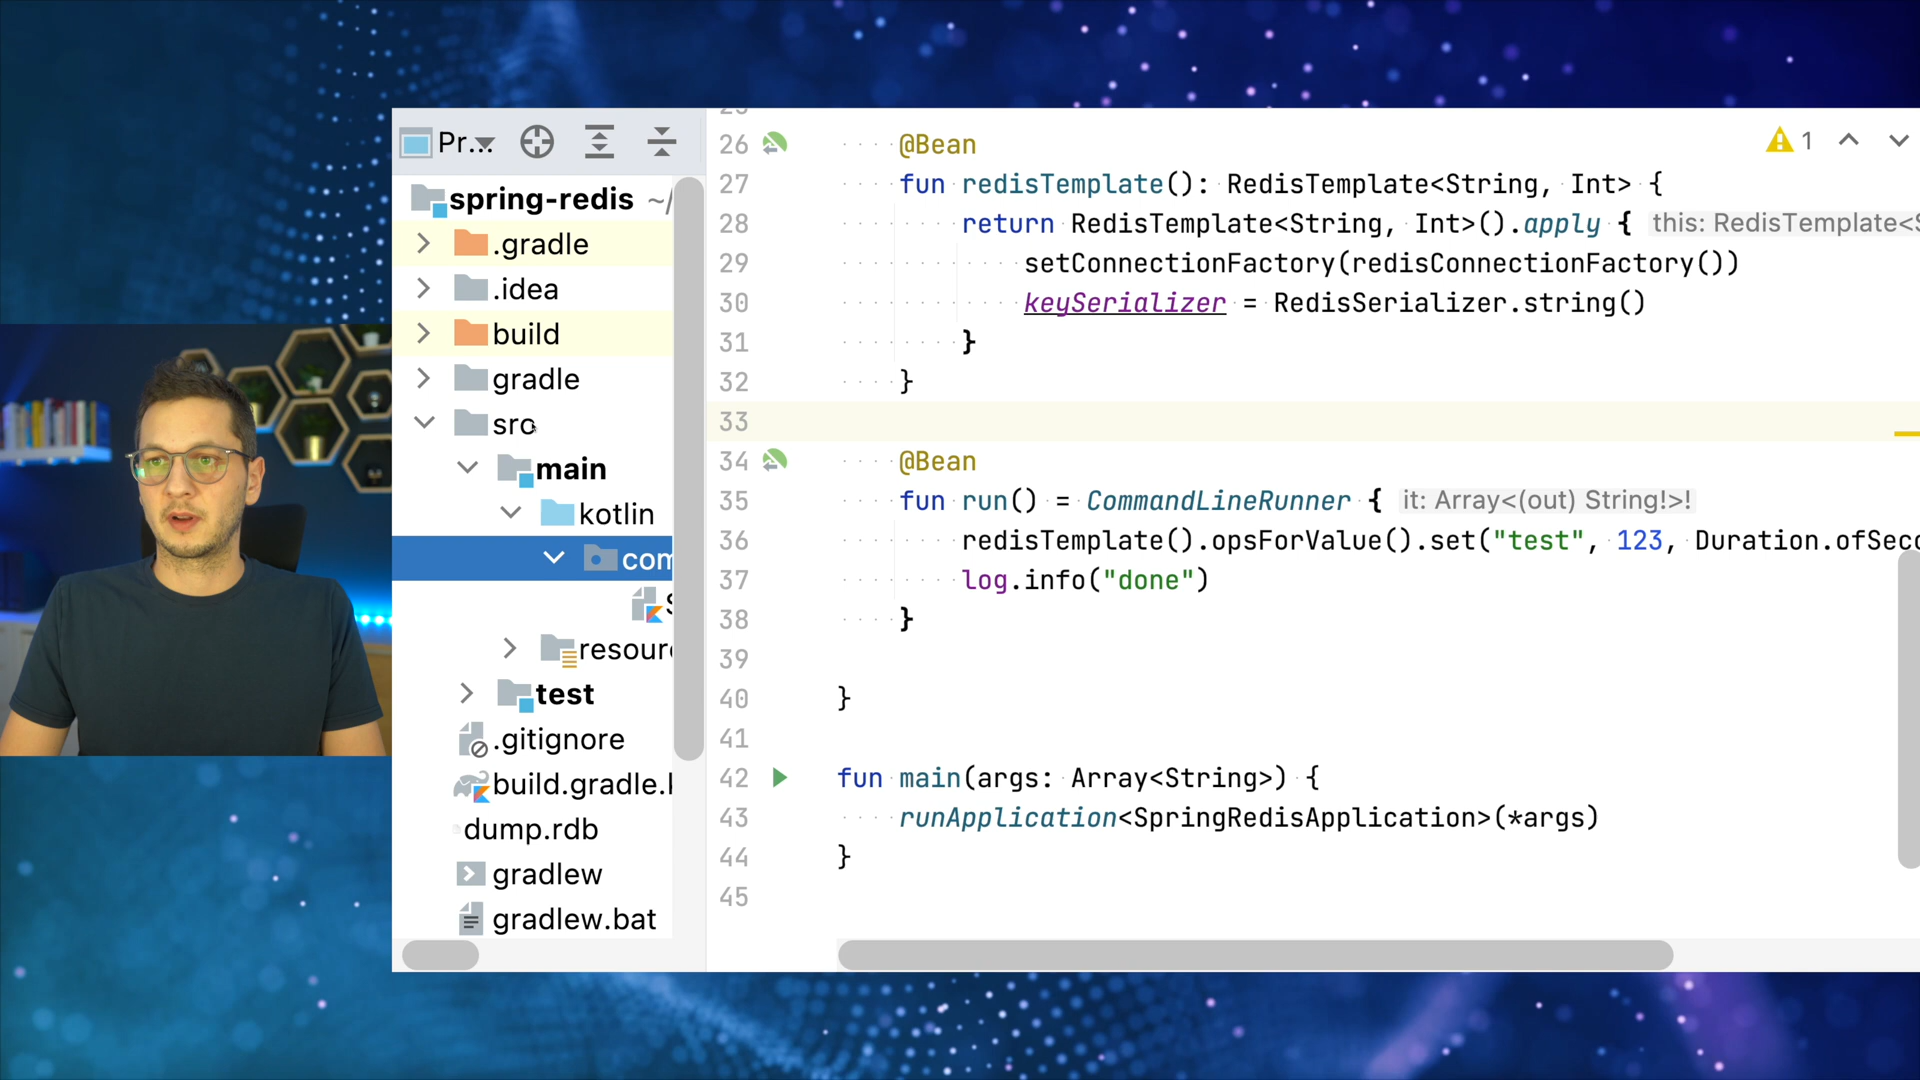 Pr...
spring-redis ~/
.gradle
.idea
build
gradle
src
main
kotlin
com
resour
test
.gitignore
build.gradle.k
dump.rdb
gradlew
gradlew.bat
1
26 @Bean
27 fun redisTemplate(): RedisTemplate<String, Int> {
28 return RedisTemplate<String, Int>().apply { this: RedisTemplate<S
29 setConnectionFactory(redisConnectionFactory())
30 keySerializer = RedisSerializer.string()
31 }
32 }
33
34 @Bean
35 fun run() = CommandLineRunner { it: Array<(out) String!>!
36 redisTemplate().opsForValue().set("test", 123, Duration.ofSeco
37 log.info("done")
38 }
39
40 }
41
42 fun main(args: Array<String>) {
43 runApplication<SpringRedisApplication>(*args)
44 }
45